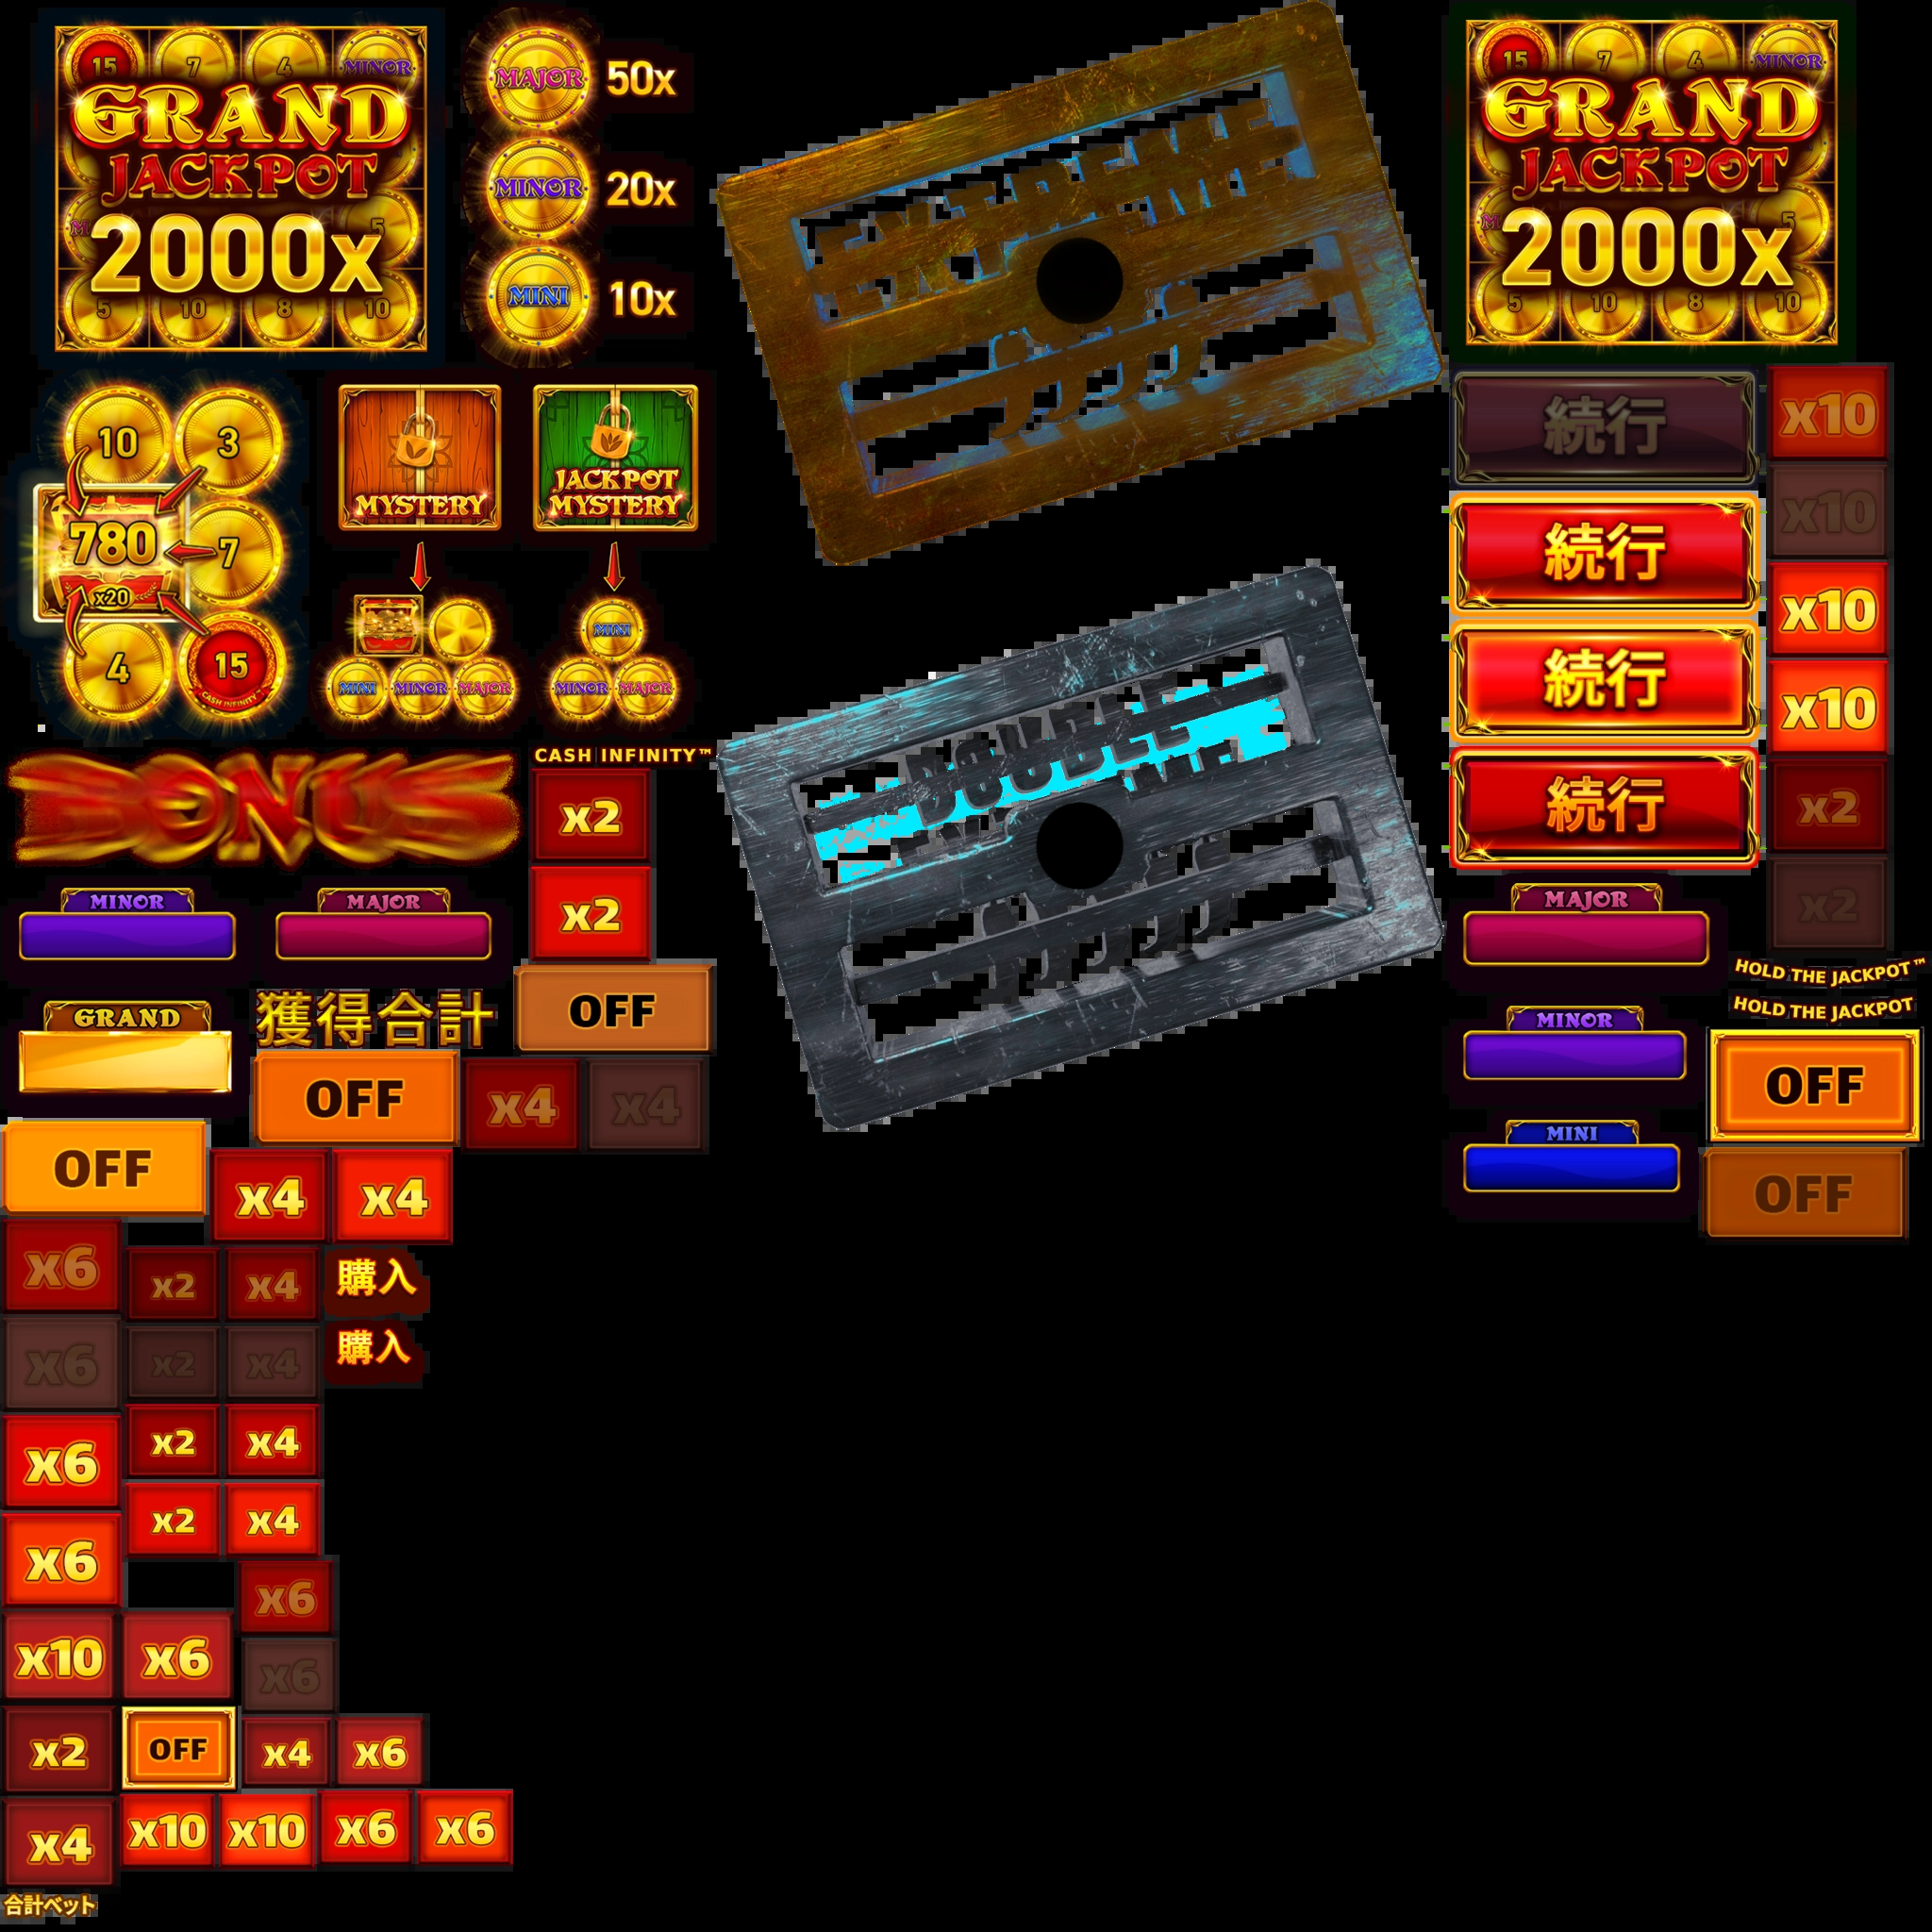 15 7 4 MINOR
GRAND
JACKPOT
2000x
5 10 8 10
MAJOR 50x
MINOR 20x
MINI 10x
10 3
780
7
x20
4 15
CASH INFINITY™
MYSTERY
JACKPOT
MYSTERY
MINI
MINI MINOR MAJOR
MINOR MAJOR
BONUS
CASH INFINITY™
x2
x2
MINOR
MAJOR
GRAND
獲得合計
OFF
OFF
x4
x4
OFF
x4
x4
x6
x2
x4
購入
x6
x2
x4
購入
x6
x2
x4
x6
x2
x4
x6
x10
x6
x6
x2
OFF
x4
x6
x4
x10
x10
x6
x6
合計ベット
EXTREME
DOUBLE
15 7 4 MINOR
GRAND
JACKPOT
2000x
5 10 8 10
続行
x10
x10
続行
x10
続行
x10
続行
x2
x2
MAJOR
HOLD THE JACKPOT™
HOLD THE JACKPOT
MINOR
OFF
MINI
OFF